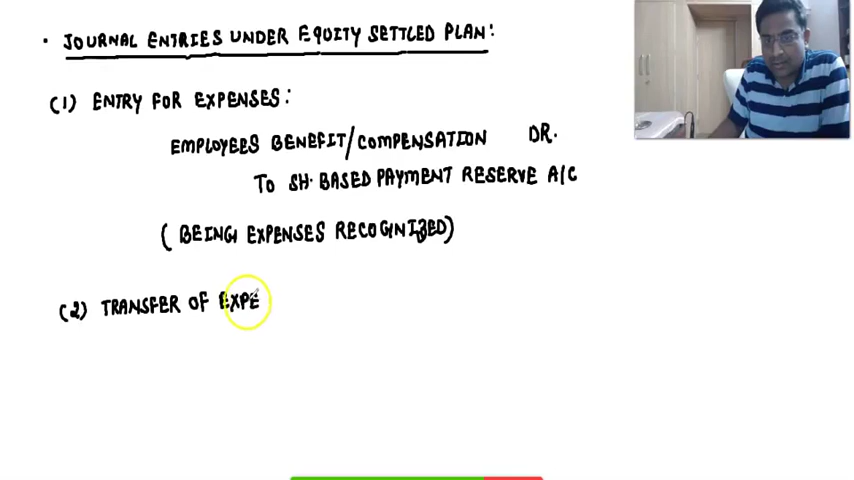 • JOURNAL ENTRIES UNDER EQUITY SETTLED PLAN:
(1) ENTRY FOR EXPENSES:
EMPLOYEES BENEFIT/COMPENSATION DR.
TO SH. BASED PAYMENT RESERVE A/C
(BEING EXPENSES RECOGINIZED)
(2) TRANSFER OF EXPE